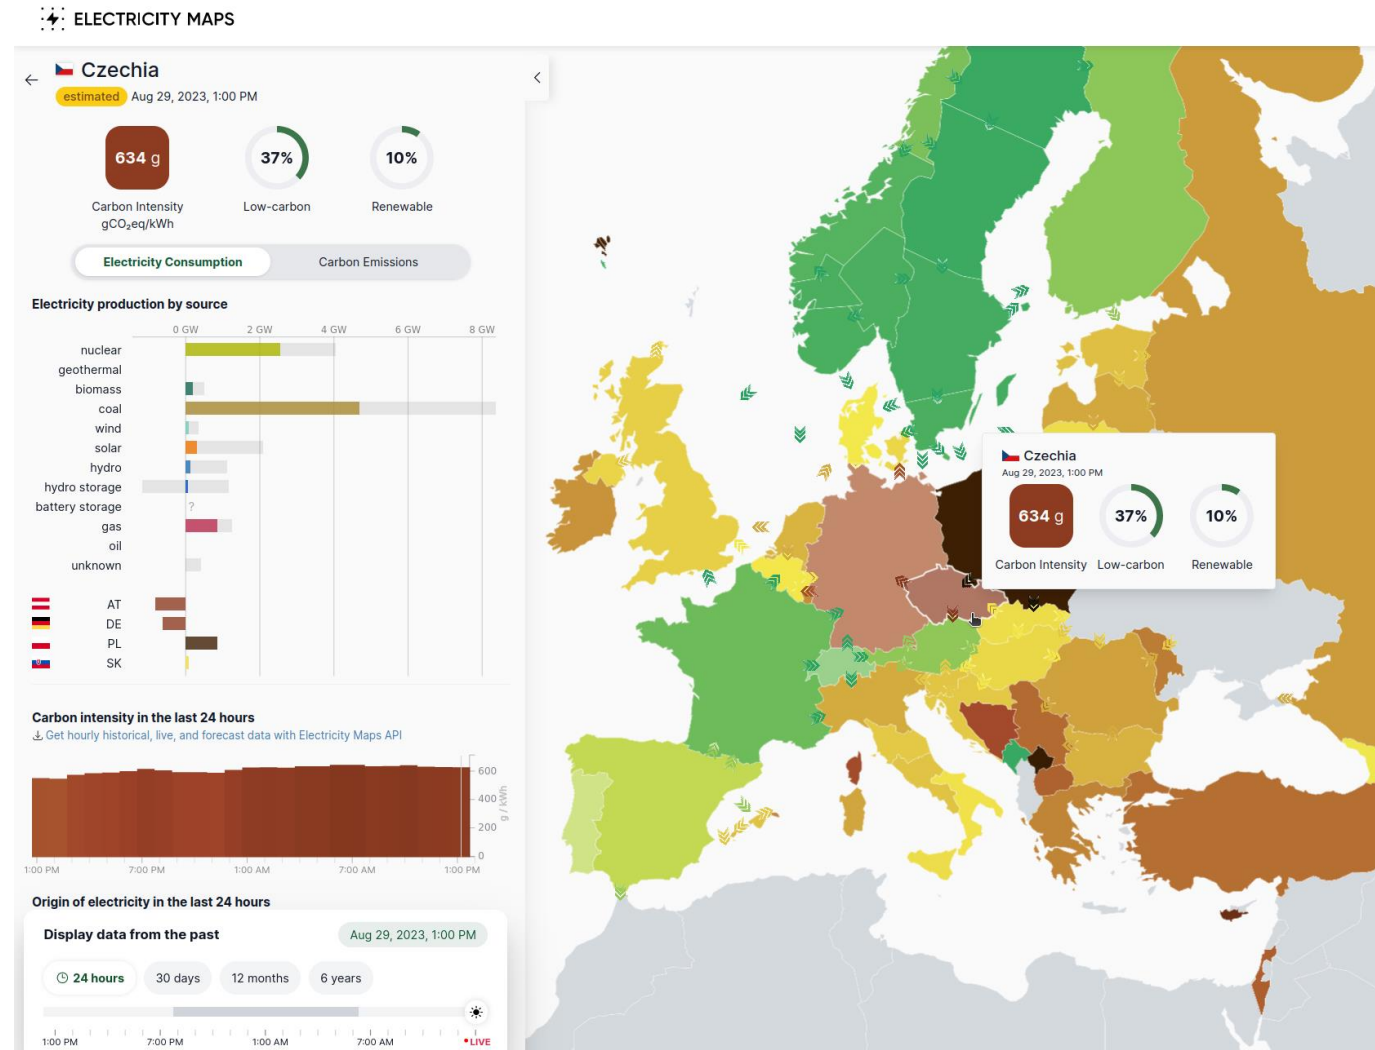 ELECTRICITY MAPS
Czechia
estimated Aug 29, 2023, 1:00 PM
634 g
37%
10%
Carbon Intensity
gCO₂eq/kWh
Low-carbon
Renewable
Electricity Consumption
Carbon Emissions
Electricity production by source
0 GW 2 GW 4 GW 6 GW 8 GW
nuclear
geothermal
biomass
coal
wind
solar
hydro
hydro storage
battery storage ?
gas
oil
unknown
AT
DE
PL
SK
Carbon intensity in the last 24 hours
Get hourly historical, live, and forecast data with Electricity Maps API
600
400
200
0
g / kWh
1:00 PM 7:00 PM 1:00 AM 7:00 AM 1:00 PM
Origin of electricity in the last 24 hours
Display data from the past
Aug 29, 2023, 1:00 PM
24 hours
30 days
12 months
6 years
1:00 PM 7:00 PM 1:00 AM 7:00 AM LIVE
Czechia
Aug 29, 2023, 1:00 PM
634 g
37%
10%
Carbon Intensity
Low-carbon
Renewable